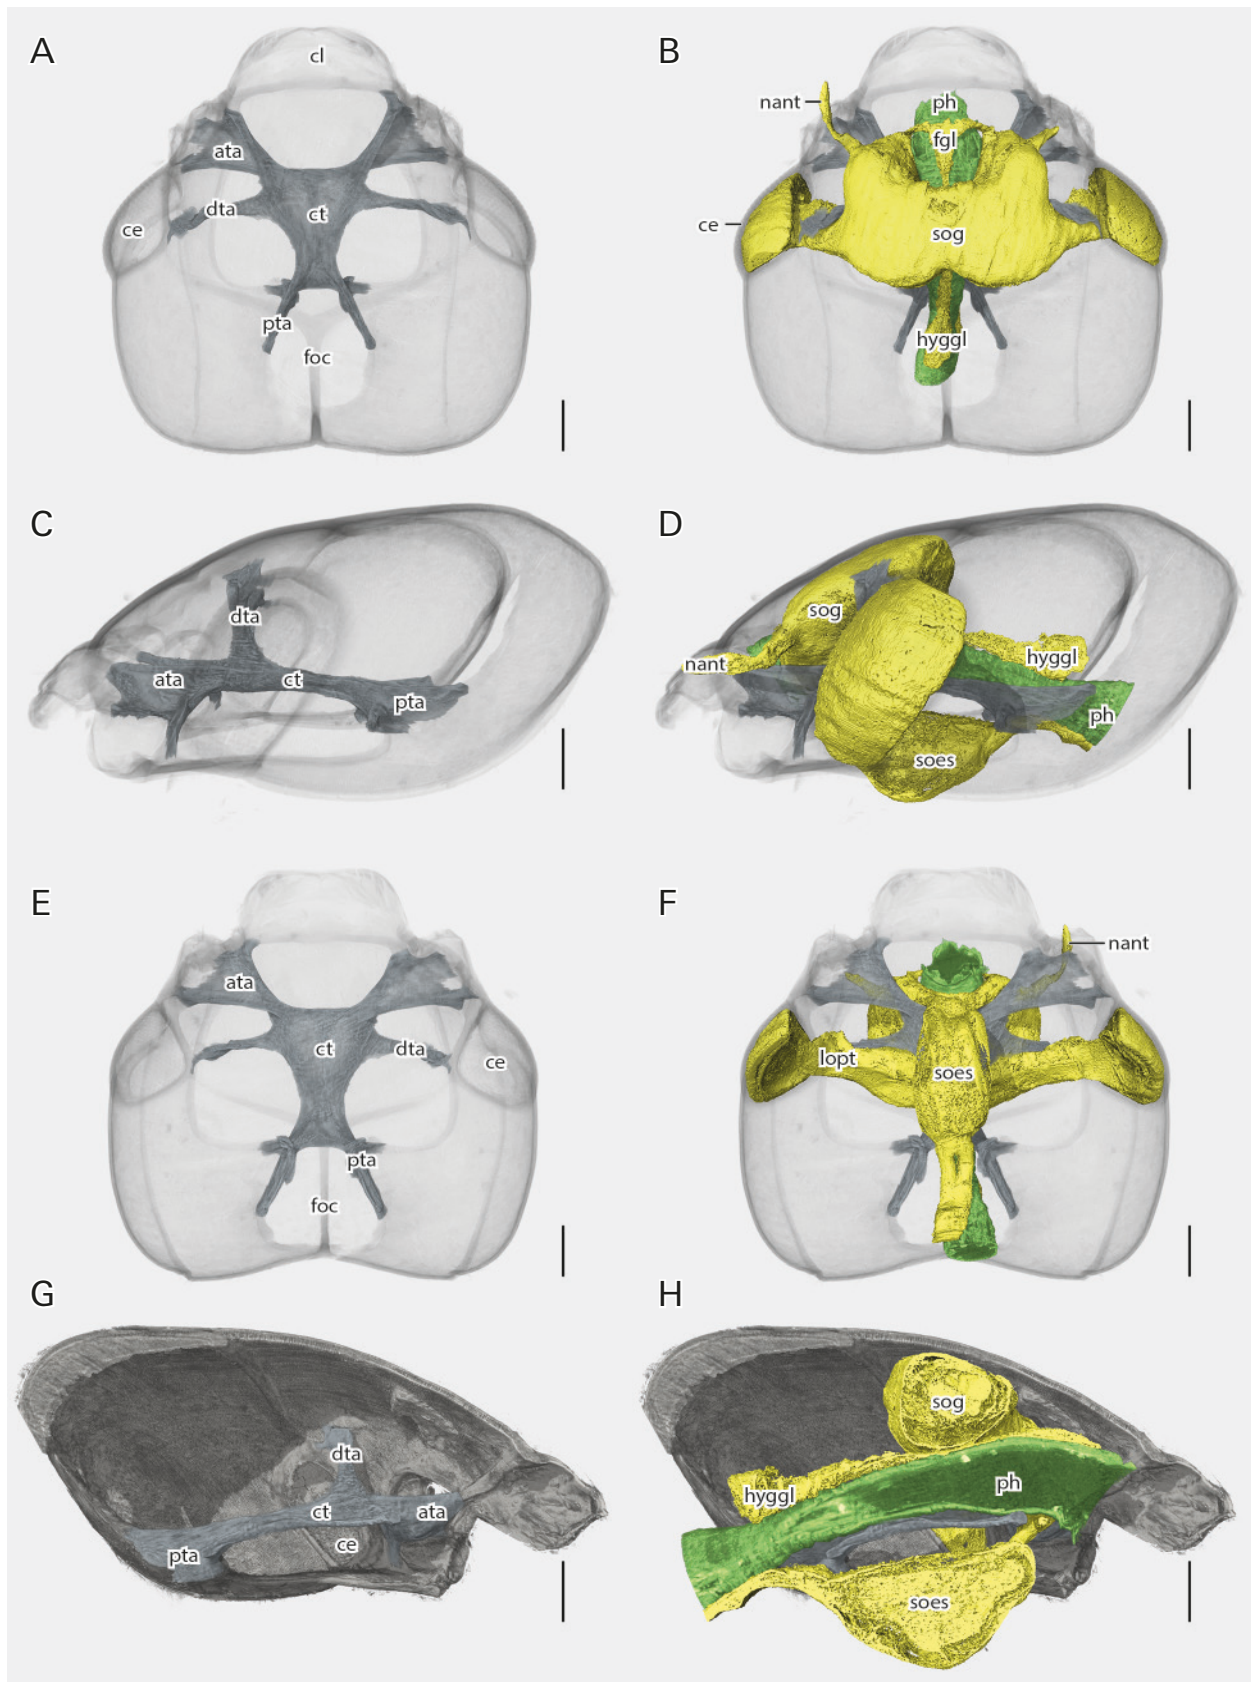 A
cl
ata
dta
ct
ce
pta
foc
B
nant
ph
fgl
ce
sog
hyggl
C
dta
ata
ct
pta
D
sog
nant
hyggl
ph
soes
E
ata
ct
dta
ce
pta
foc
F
nant
lopt
soes
G
dta
ct
ata
ce
pta
H
sog
ph
hyggl
soes